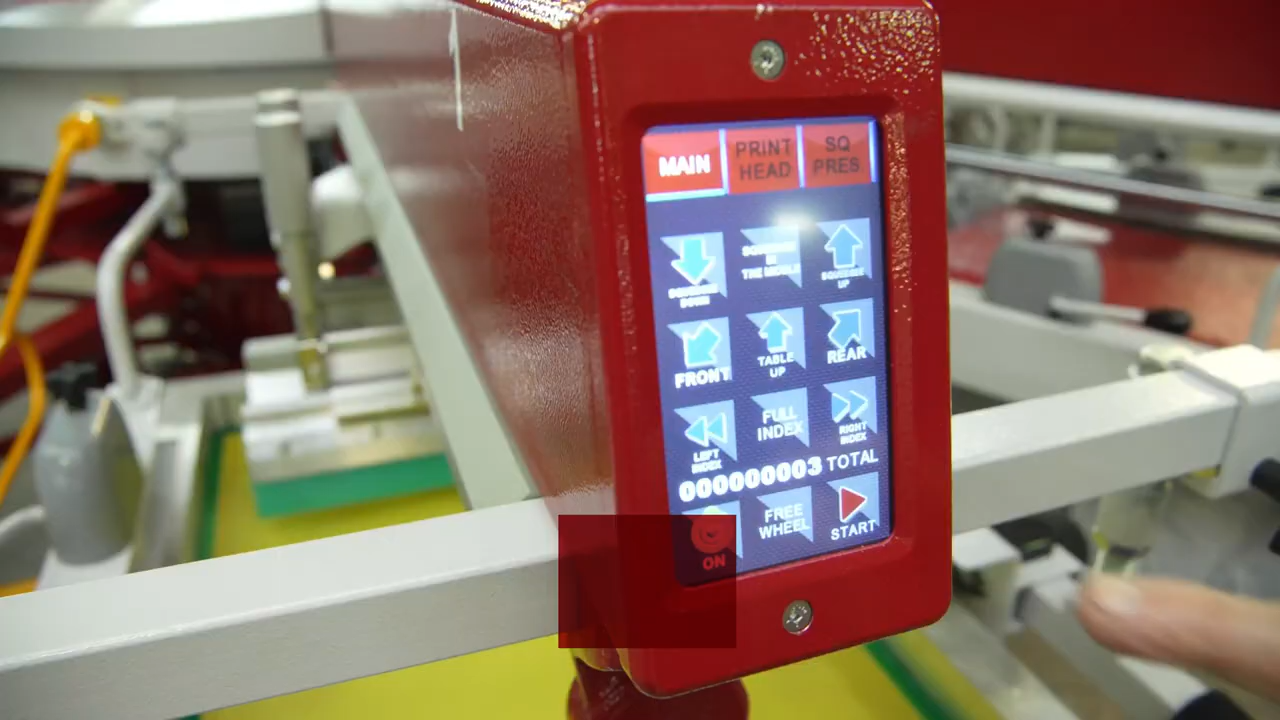 MAIN
PRINT
HEAD
SQ
PRES
SQUEEGEE
DOWN
SQUEEGEE
IN
THE MIDDLE
SQUEEGEE
UP
FRONT
TABLE
UP
REAR
LEFT
INDEX
FULL
INDEX
RIGHT
INDEX
000000003 TOTAL
ON
FREE
WHEEL
START